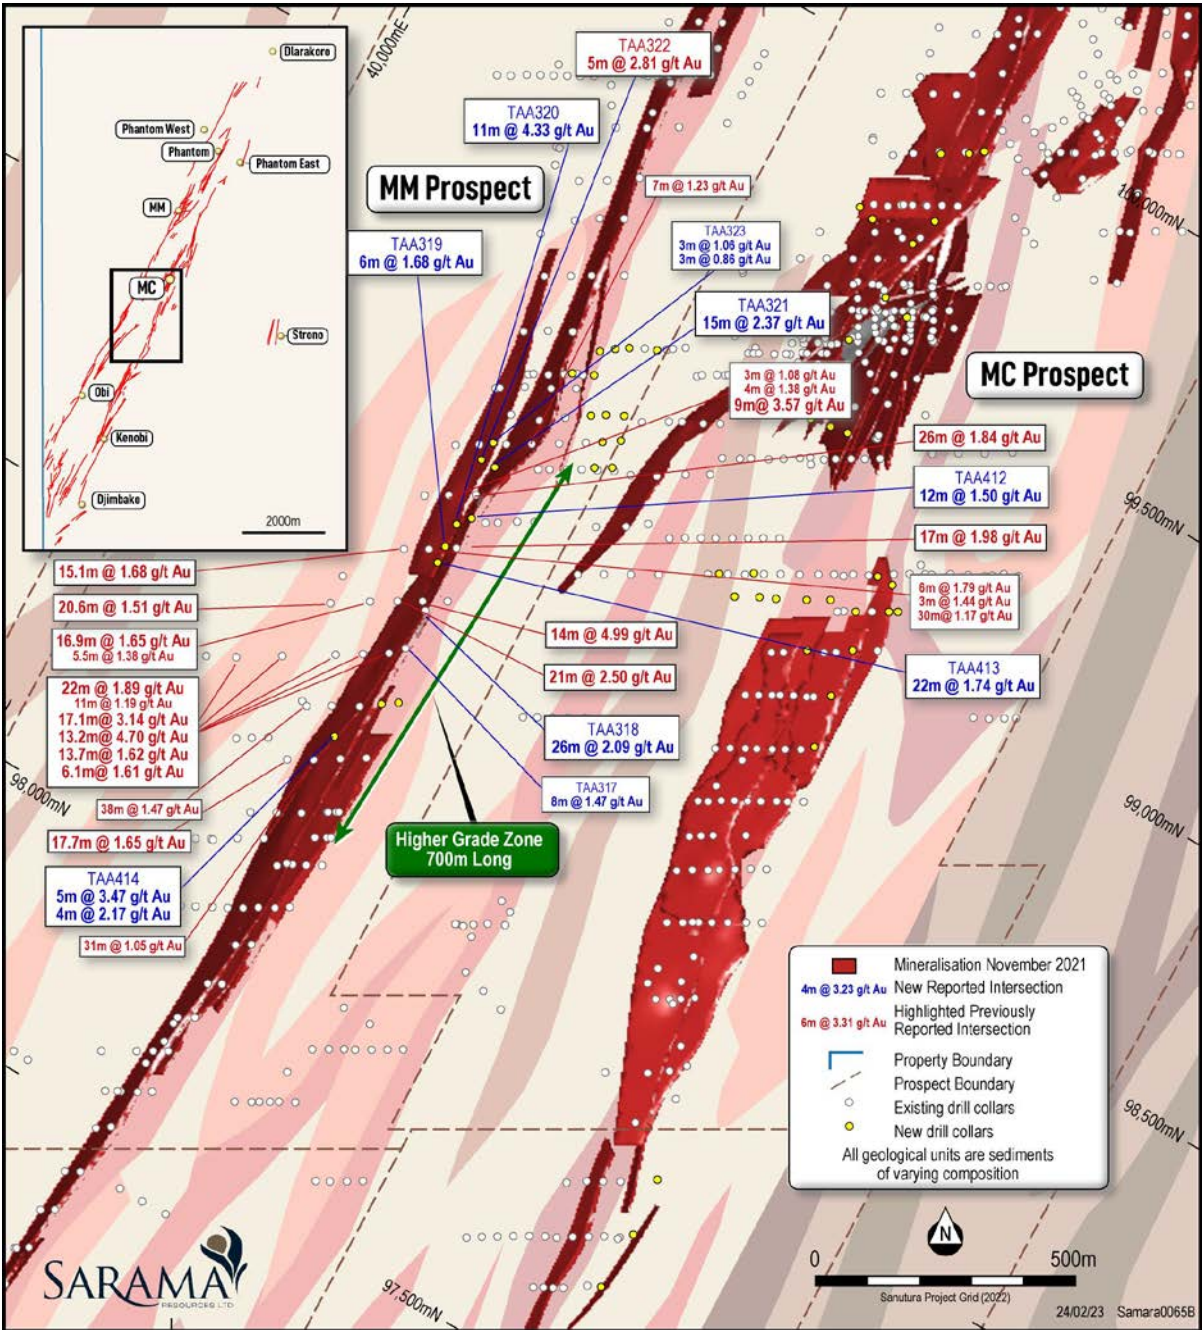 Dlarakoro
Phantom West
Phantom
Phantom East
MM
MC
Strono
Obi
Kenobi
Djimbake
2000m
40,000mE
TAA322
5m @ 2.81 g/t Au
TAA320
11m @ 4.33 g/t Au
MM Prospect
7m @ 1.23 g/t Au
TAA319
6m @ 1.68 g/t Au
TAA323
3m @ 1.06 g/t Au
3m @ 0.86 g/t Au
TAA321
15m @ 2.37 g/t Au
100,000mN
3m @ 1.08 g/t Au
4m @ 1.38 g/t Au
9m@ 3.57 g/t Au
MC Prospect
26m @ 1.84 g/t Au
TAA412
12m @ 1.50 g/t Au
99,500mN
17m @ 1.98 g/t Au
15.1m @ 1.68 g/t Au
6m @ 1.79 g/t Au
3m @ 1.44 g/t Au
30m@ 1.17 g/t Au
20.6m @ 1.51 g/t Au
16.9m @ 1.65 g/t Au
5.5m @ 1.38 g/t Au
14m @ 4.99 g/t Au
21m @ 2.50 g/t Au
TAA413
22m @ 1.74 g/t Au
22m @ 1.89 g/t Au
11m @ 1.19 g/t Au
17.1m@ 3.14 g/t Au
13.2m @ 4.70 g/t Au
13.7m @ 1.62 g/t Au
6.1m@ 1.61 g/t Au
TAA318
26m @ 2.09 g/t Au
TAA317
8m @ 1.47 g/t Au
98,000mN
38m @ 1.47 g/t Au
99,000mN
17.7m @ 1.65 g/t Au
Higher Grade Zone
700m Long
TAA414
5m @ 3.47 g/t Au
4m @ 2.17 g/t Au
31m @ 1.05 g/t Au
Mineralisation November 2021
4m @ 3.23 g/t Au New Reported Intersection
6m @ 3.31 g/t Au Highlighted Previously
Reported Intersection
Property Boundary
Prospect Boundary
Existing drill collars
New drill collars
All geological units are sediments
of varying composition
98,500mN
N
0 500m
Sanutura Project Grid (2022)
SARAMA
RESOURCES LTD
97,500mN
24/02/23 Samara0065B